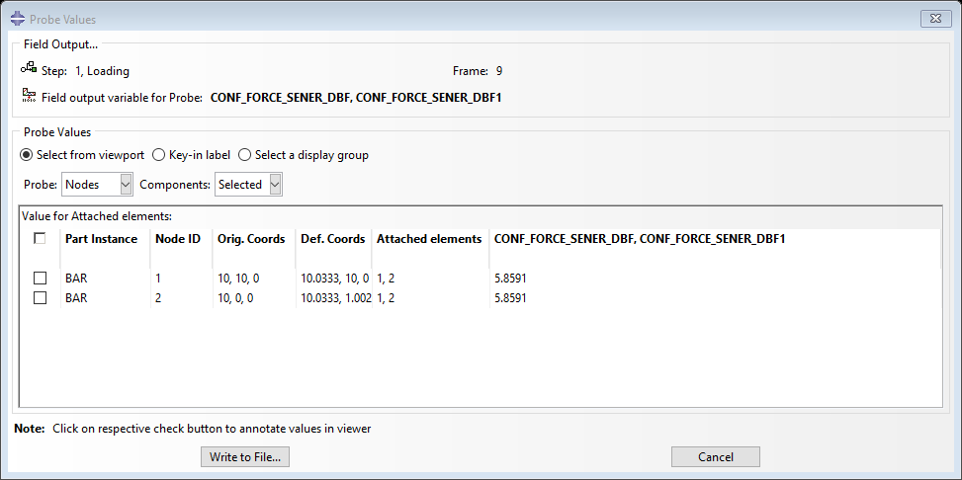 Probe Values
Field Output...
Step: 1, Loading Frame: 9
Field output variable for Probe: CONF_FORCE_SENER_DBF, CONF_FORCE_SENER_DBF1
Probe Values
Select from viewport Key-in label Select a display group
Probe: Nodes Components: Selected
Value for Attached elements:
Part Instance Node ID Orig. Coords Def. Coords Attached elements CONF_FORCE_SENER_DBF, CONF_FORCE_SENER_DBF1
BAR 1 10, 10, 0 10.0333, 10, 0 1, 2 5.8591
BAR 2 10, 0, 0 10.0333, 1.002 1, 2 5.8591
Note: Click on respective check button to annotate values in viewer
Write to File... Cancel